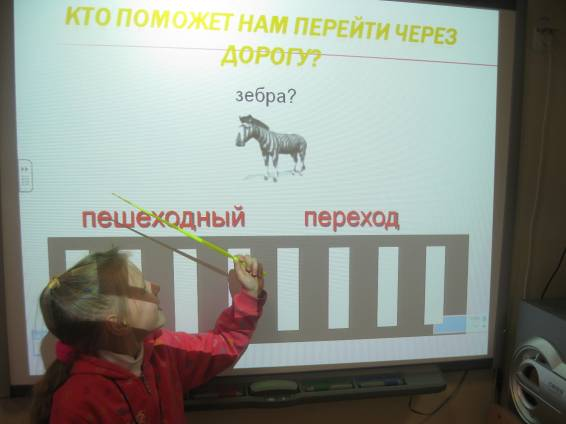 КТО ПОМОЖЕТ НАМ ПЕРЕЙТИ ЧЕРЕЗ
ДОРОГУ?
зебра?
пешеходный переход